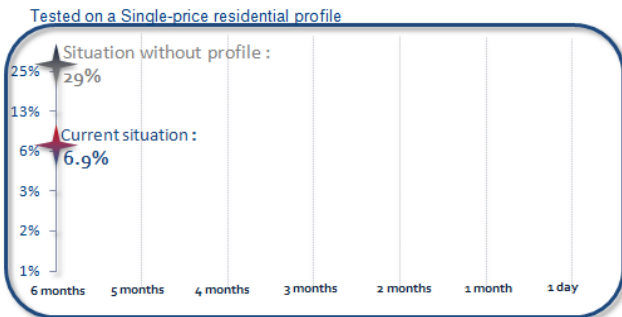 Tested on a Single-price residential profile
Situation without profile :
29%
25%
13%
Current situation :
6.9%
6%
3%
2%
1%
6 months 5 months 4 months 3 months 2 months 1 month 1 day